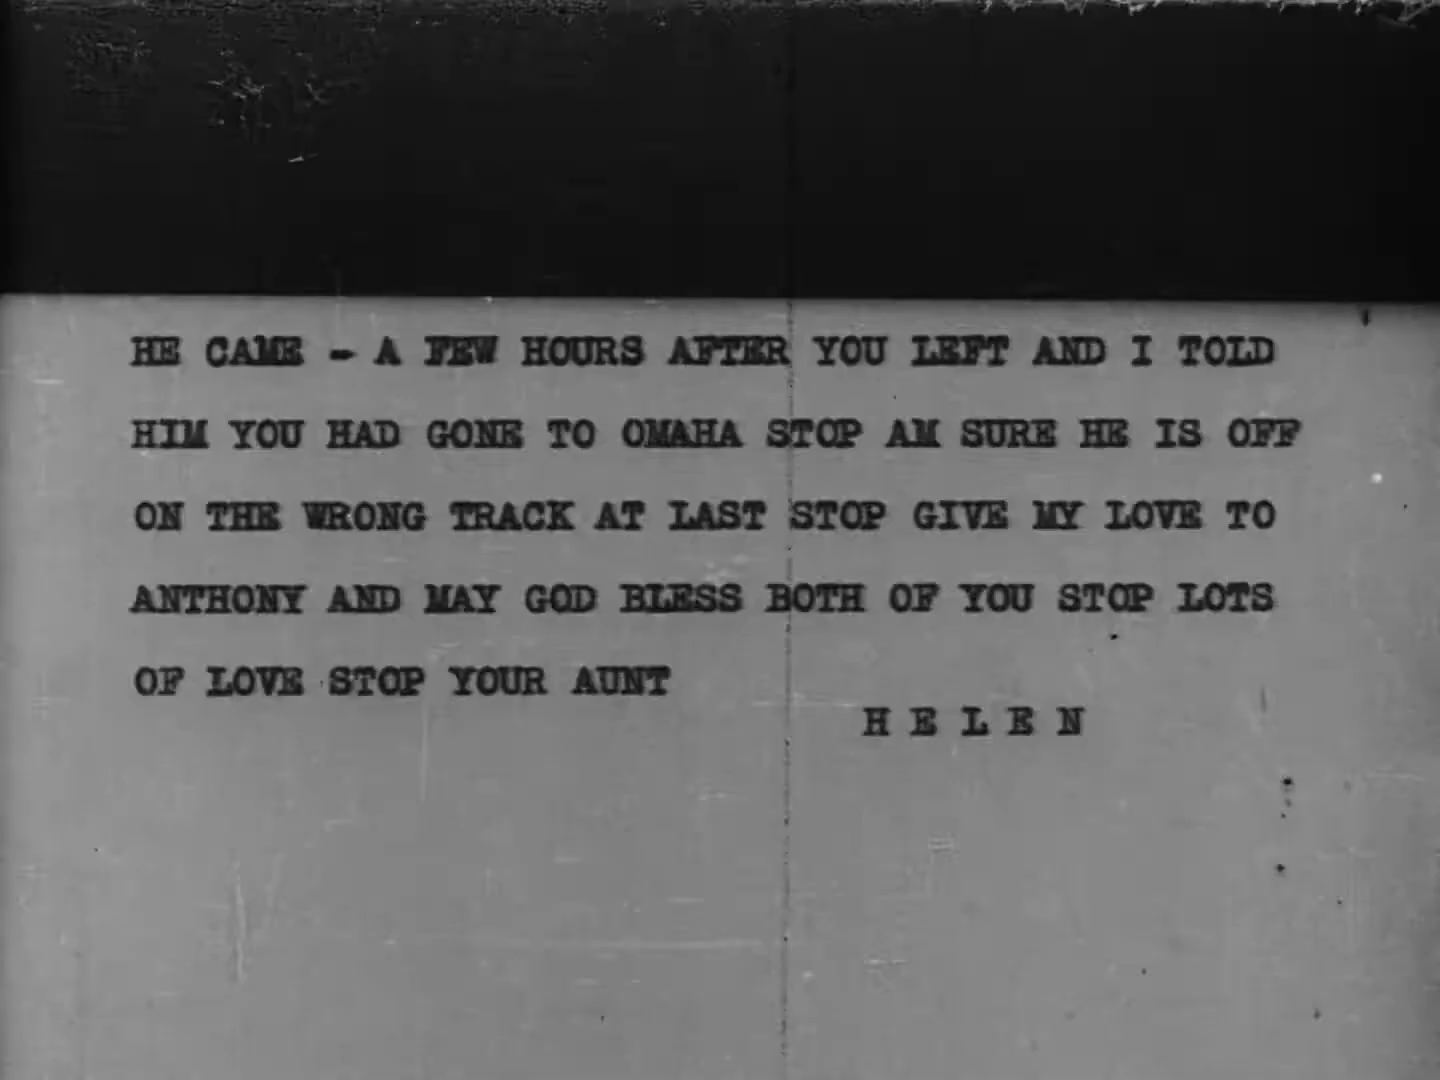 HE CAME - A FEW HOURS AFTER YOU LEFT AND I TOLD
HIM YOU HAD GONE TO OMAHA STOP AM SURE HE IS OFF
ON THE WRONG TRACK AT LAST STOP GIVE MY LOVE TO
ANTHONY AND MAY GOD BLESS BOTH OF YOU STOP LOTS
OF LOVE STOP YOUR AUNT
H E L E N